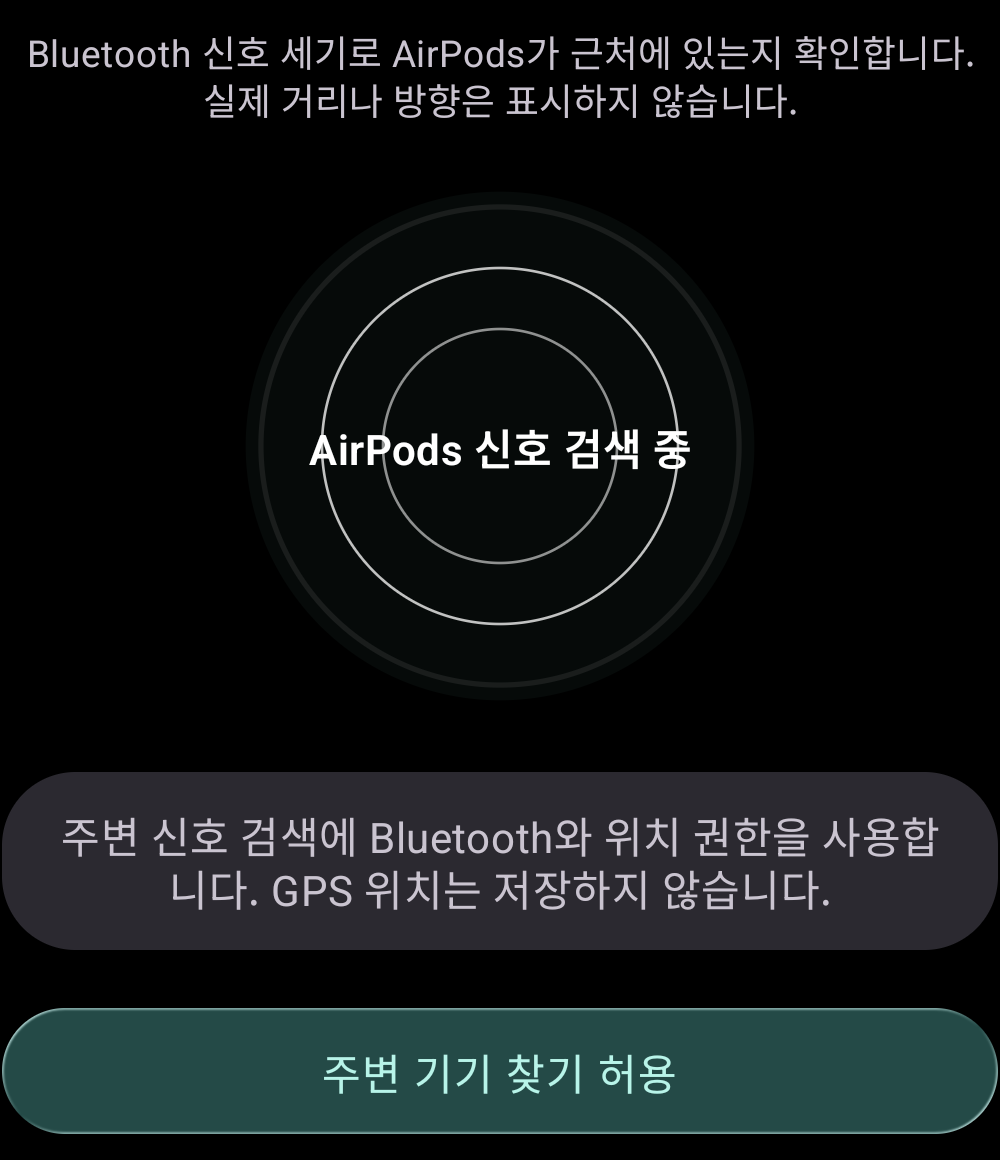 Bluetooth 신호 세기로 AirPods가 근처에 있는지 확인합니다.
실제 거리나 방향은 표시하지 않습니다.
AirPods 신호 검색 중
주변 신호 검색에 Bluetooth와 위치 권한을 사용합
니다. GPS 위치는 저장하지 않습니다.
주변 기기 찾기 허용